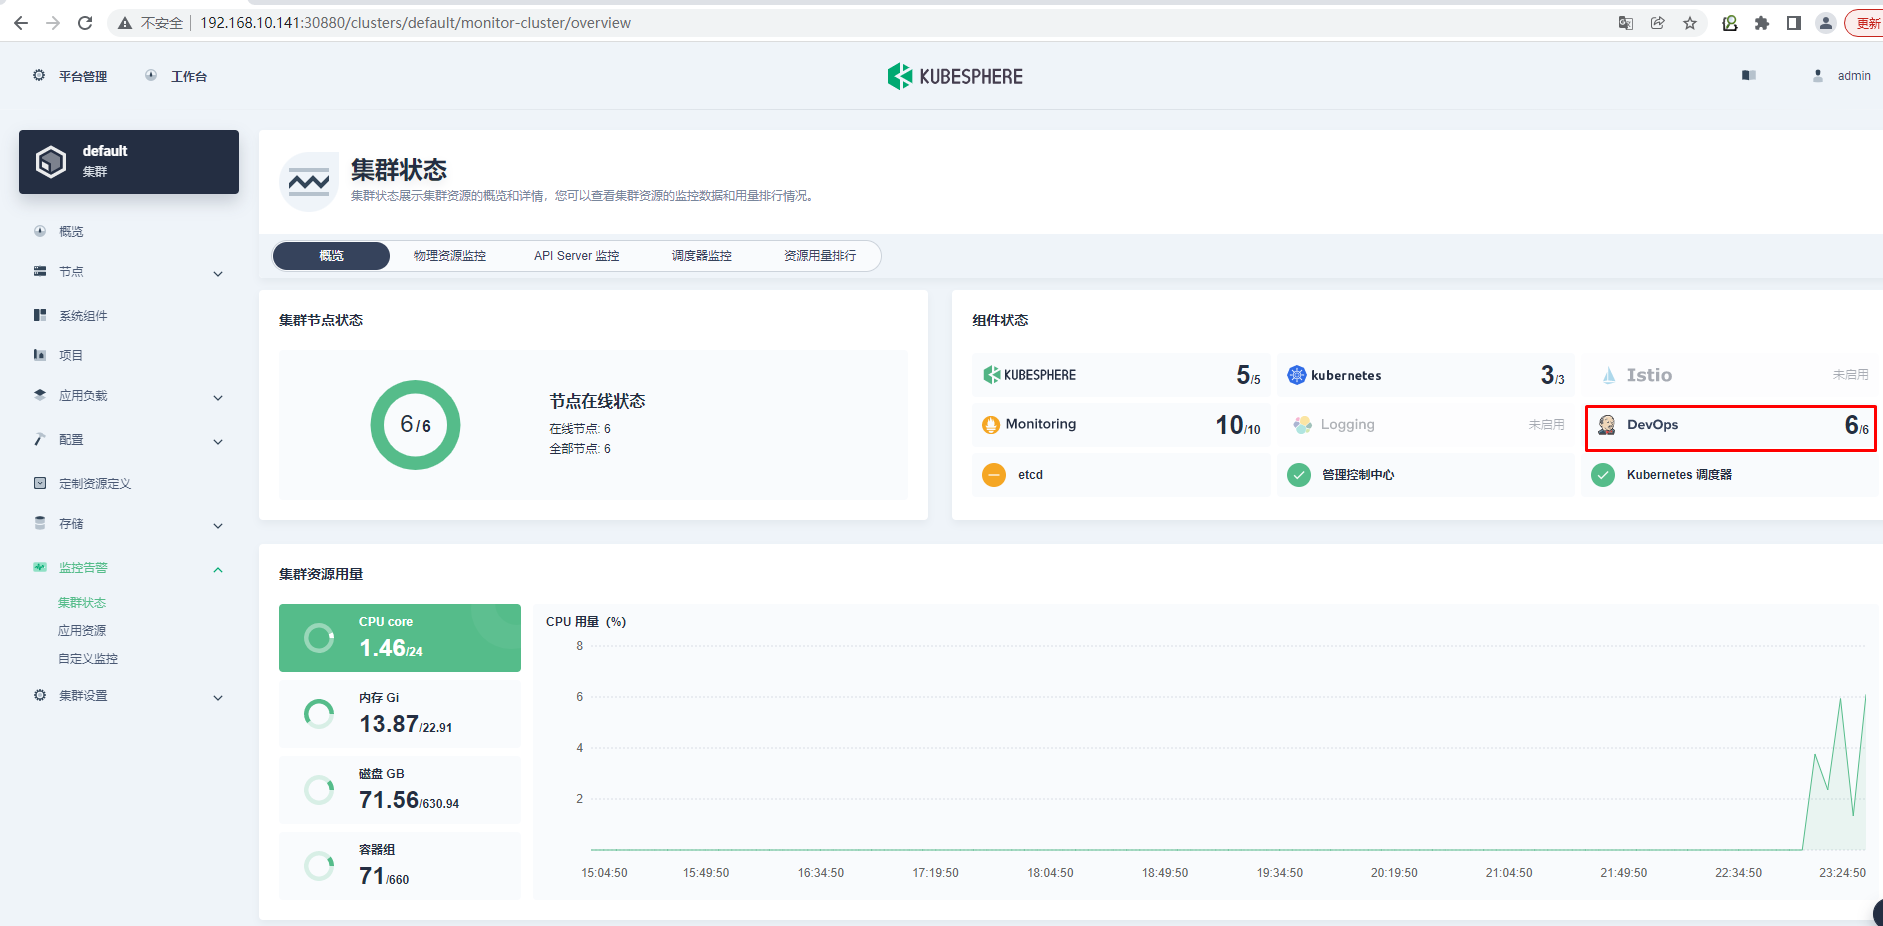 不安全 192.168.10.141:30880/clusters/default/monitor-cluster/overview 更新
平台管理 工作台 KUBESPHERE admin
default
集群
概览
节点
系统组件
项目
应用负载
配置
定制资源定义
存储
监控告警
集群状态
应用资源
自定义监控
集群设置
集群状态
集群状态展示集群资源的概览和详情，您可以查看集群资源的监控数据和用量排行情况。
概览 物理资源监控 API Server 监控 调度器监控 资源用量排行
集群节点状态
6/6
节点在线状态
在线节点: 6
全部节点: 6
组件状态
KUBESPHERE 5/5
kubernetes 3/3
Istio 未启用
Monitoring 10/10
Logging 未启用
DevOps 6/6
etcd
管理控制中心
Kubernetes 调度器
集群资源用量
CPU core
1.46/24
内存 Gi
13.87/22.91
磁盘 GB
71.56/630.94
容器组
71/660
CPU 用量 (%)
8
6
4
2
15:04:50 15:49:50 16:34:50 17:19:50 18:04:50 18:49:50 19:34:50 20:19:50 21:04:50 21:49:50 22:34:50 23:24:50